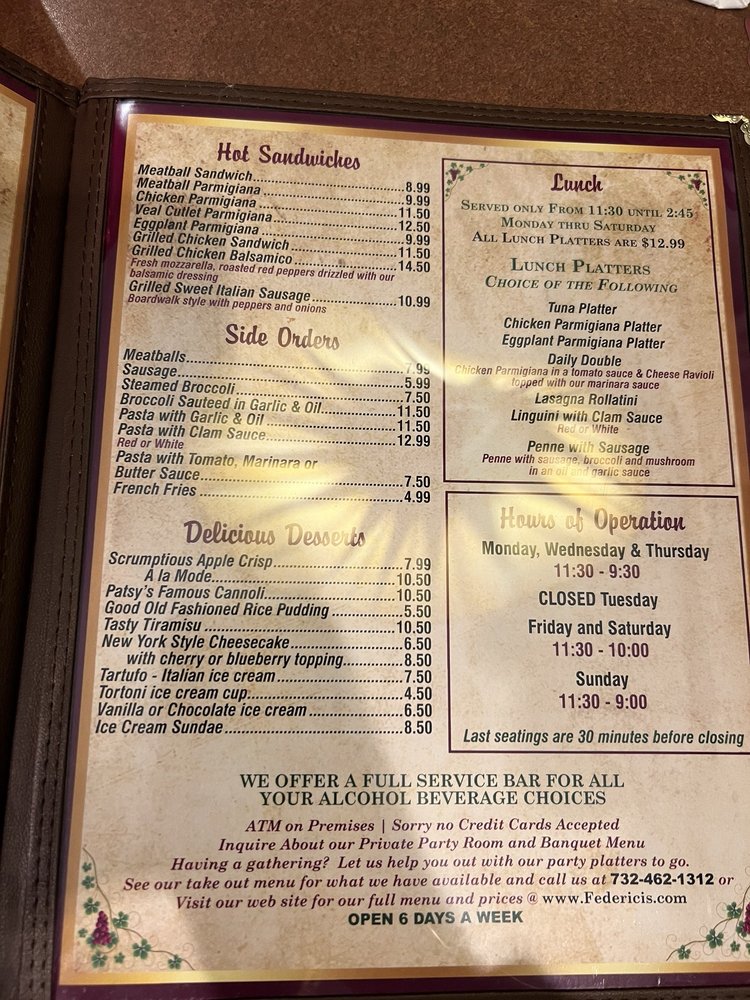 Hot Sandwiches
Meatball Sandwich 8.99
Meatball Parmigiana 9.99
Chicken Parmigiana 11.50
Veal Cutlet Parmigiana 12.50
Eggplant Parmigiana 9.99
Grilled Chicken Sandwich 11.50
Grilled Chicken Balsamico 14.50
Fresh mozzarella, roasted red peppers drizzled with our
balsamic dressing
Grilled Sweet Italian Sausage 10.99
Boardwalk style with peppers and onions
Side Orders
Meatballs 7.99
Sausage 5.99
Steamed Broccoli 7.50
Broccoli Sauteed in Garlic & Oil 11.50
Pasta with Garlic & Oil 11.50
Pasta with Clam Sauce 12.99
Red or White
Pasta with Tomato, Marinara or
Butter Sauce 7.50
French Fries 4.99
Delicious Desserts
Scrumptious Apple Crisp 7.99
A la Mode 10.50
Patsy's Famous Cannoli 10.50
Good Old Fashioned Rice Pudding 5.50
Tasty Tiramisu 10.50
New York Style Cheesecake 6.50
with cherry or blueberry topping 8.50
Tartufo - Italian ice cream 7.50
Tortoni ice cream cup 4.50
Vanilla or Chocolate ice cream 6.50
Ice Cream Sundae 8.50
Lunch
Served only From 11:30 until 2:45
Monday thru Saturday
All Lunch Platters are $12.99
Lunch Platters
Choice of the Following
Tuna Platter
Chicken Parmigiana Platter
Eggplant Parmigiana Platter
Daily Double
Chicken Parmigiana in a tomato sauce & Cheese Ravioli
topped with our marinara sauce
Lasagna Rollatini
Linguini with Clam Sauce
Red or White
Penne with Sausage
Penne with sausage, broccoli and mushroom
in an oil and garlic sauce
Hours of Operation
Monday, Wednesday & Thursday
11:30 - 9:30
CLOSED Tuesday
Friday and Saturday
11:30 - 10:00
Sunday
11:30 - 9:00
Last seatings are 30 minutes before closing
WE OFFER A FULL SERVICE BAR FOR ALL
YOUR ALCOHOL BEVERAGE CHOICES
ATM on Premises | Sorry no Credit Cards Accepted
Inquire About our Private Party Room and Banquet Menu
Having a gathering? Let us help you out with our party platters to go.
See our take out menu for what we have available and call us at 732-462-1312 or
Visit our web site for our full menu and prices @ www.Federicis.com
OPEN 6 DAYS A WEEK